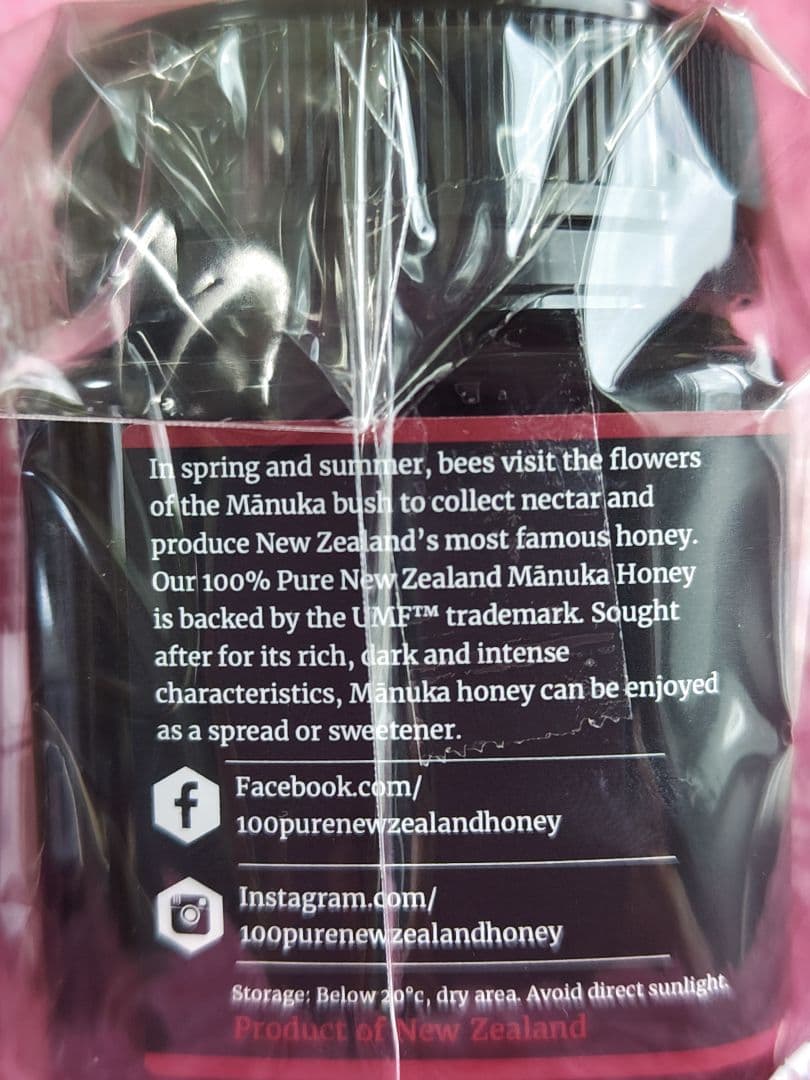 In spring and summer, bees visit the flowers
of the Mānuka bush to collect nectar and
produce New Zealand's most famous honey.
Our 100% Pure New Zealand Mānuka Honey
is backed by the UMF™ trademark. Sought
after for its rich, dark and intense
characteristics, Mānuka honey can be enjoyed
as a spread or sweetener.
Facebook.com/
100purenewzealandhoney
Instagram.com/
100purenewzealandhoney
Storage: Below 20°c, dry area. Avoid direct sunlight.
Product of New Zealand